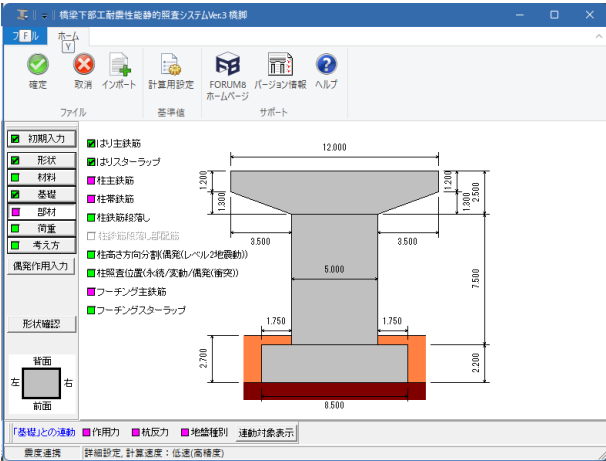 橋梁下部工耐震性能静的照査システムVer.3 橋脚
ル ホーム
F Y
確定 取消 インポート 計算用設定 FORUM8 ホームページ バージョン情報 ヘルプ
ファイル 基準値 サポート
初期入力
形状
材料
基礎
部材
荷重
考え方
偶発作用入力
形状確認
背面
左 右
前面
はり主鉄筋
はりスターラップ
柱主鉄筋
柱帯鉄筋
柱鉄筋段落し
柱鉄筋段落し部配筋
柱高さ方向分割(偶発(レベル2地震動))
柱照査位置(永続/変動/偶発(衝突))
フーチング主鉄筋
フーチングスターラップ
12.000
1.200
1.300
1.200
1.300
2.500
3.500 3.500
5.000
7.500
1.750 1.750
2.700
2.200
8.500
「基礎」との連動 作用力 杭反力 地盤種別 連動対象表示
震度連携 詳細設定, 計算速度：低速(高精度)